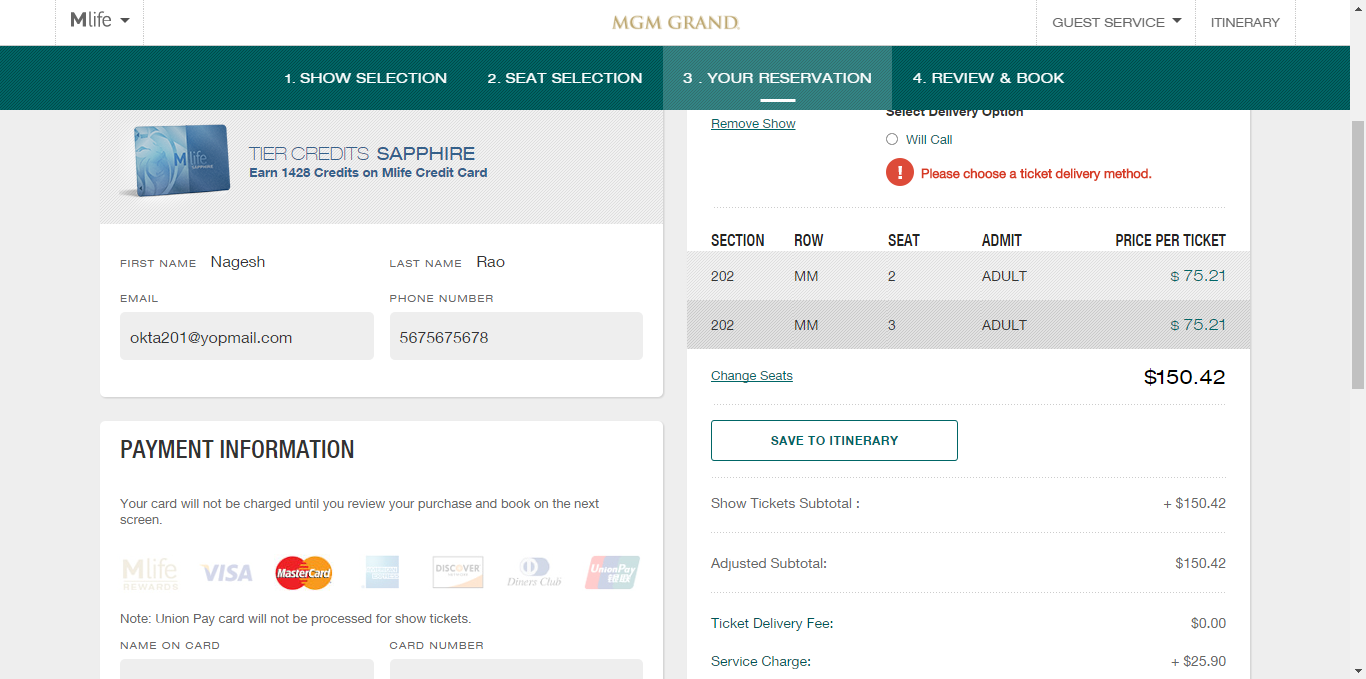 Mlife
MGM GRAND.
GUEST SERVICE
ITINERARY
1. SHOW SELECTION
2. SEAT SELECTION
3 . YOUR RESERVATION
4. REVIEW & BOOK
Mlife
SAPPHIRE
TIER CREDITS SAPPHIRE
Earn 1428 Credits on Mlife Credit Card
FIRST NAME Nagesh
LAST NAME Rao
EMAIL
PHONE NUMBER
okta201@yopmail.com
5675675678
PAYMENT INFORMATION
Your card will not be charged until you review your purchase and book on the next
screen.
Mlife
REWARDS
VISA
MasterCard
DISCOVER
Diners Club
UnionPay
银联
Note: Union Pay card will not be processed for show tickets.
NAME ON CARD
CARD NUMBER
Remove Show
Select Delivery Option
Will Call
! Please choose a ticket delivery method.
SECTION ROW SEAT ADMIT PRICE PER TICKET
202 MM 2 ADULT $ 75.21
202 MM 3 ADULT $ 75.21
Change Seats $150.42
SAVE TO ITINERARY
Show Tickets Subtotal : + $150.42
Adjusted Subtotal: $150.42
Ticket Delivery Fee: $0.00
Service Charge: + $25.90